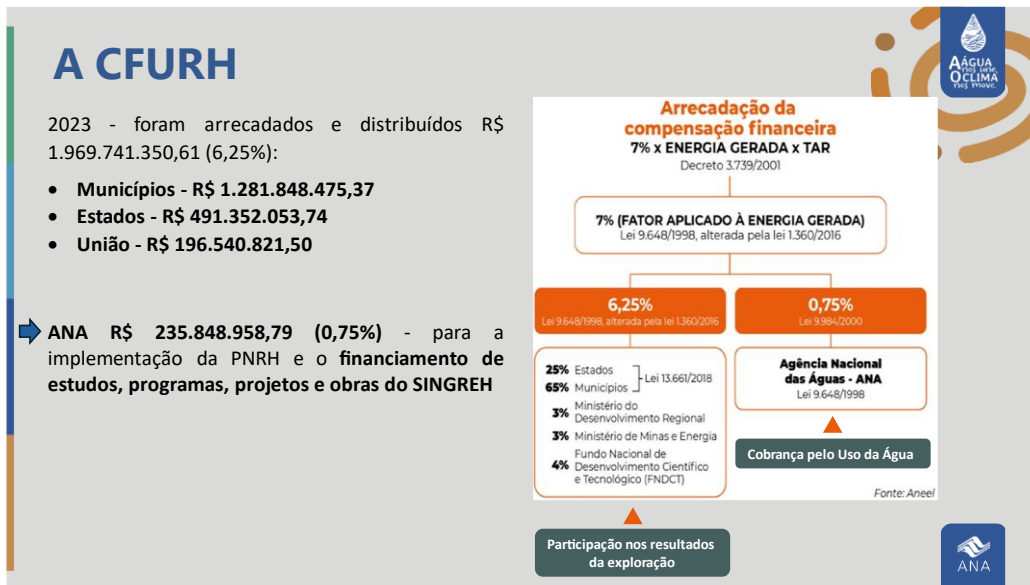 A CFURH
2023 - foram arrecadados e distribuídos R$
1.969.741.350,61 (6,25%):
• Municípios - R$ 1.281.848.475,37
• Estados - R$ 491.352.053,74
• União - R$ 196.540.821,50
ANA R$ 235.848.958,79 (0,75%) - para a
implementação da PNRH e o financiamento de
estudos, programas, projetos e obras do SINGREH
A ÁGUA
nos une,
O CLIMA
nos move.
Arrecadação da
compensação financeira
7% x ENERGIA GERADA x TAR
Decreto 3.739/2001
7% (FATOR APLICADO À ENERGIA GERADA)
Lei 9.648/1998, alterada pela lei 1.360/2016
6,25%
Lei 9.648/1998, alterada pela lei 1.360/2016
25% Estados
65% Municípios
Lei 13.661/2018
3% Ministério do
Desenvolvimento Regional
3% Ministério de Minas e Energia
4% Fundo Nacional de
Desenvolvimento Científico
e Tecnológico (FNDCT)
0,75%
Lei 9.984/2000
Agência Nacional
das Águas - ANA
Lei 9.648/1998
Cobrança pelo Uso da Água
Fonte: Aneel
Participação nos resultados
da exploração
ANA